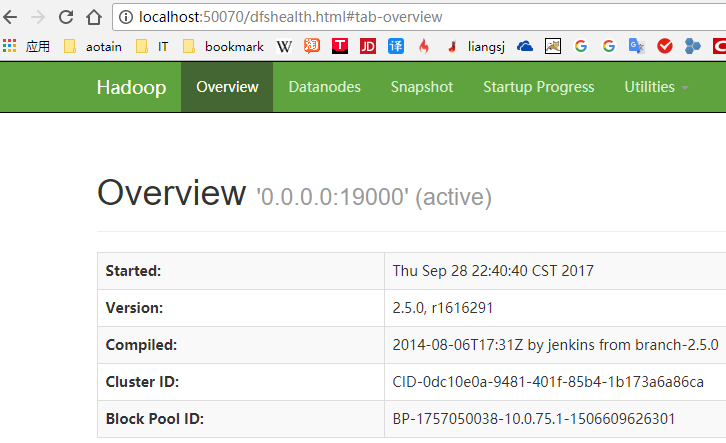 localhost:50070/dfshealth.html#tab-overview
应用 aotain IT bookmark W 淘 T JD 译 liangsj G G
Hadoop Overview Datanodes Snapshot Startup Progress Utilities
Overview '0.0.0.0:19000' (active)
Started: Thu Sep 28 22:40:40 CST 2017
Version: 2.5.0, r1616291
Compiled: 2014-08-06T17:31Z by jenkins from branch-2.5.0
Cluster ID: CID-0dc10e0a-9481-401f-85b4-1b173a6a86ca
Block Pool ID: BP-1757050038-10.0.75.1-1506609626301